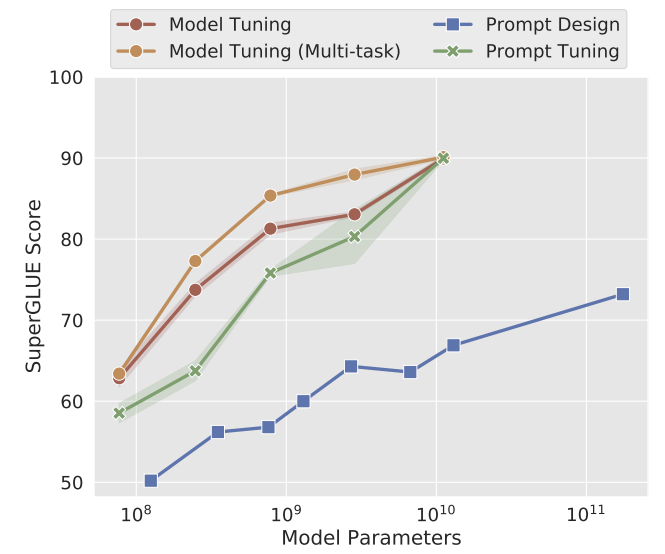 Model Tuning
Model Tuning (Multi-task)
Prompt Design
Prompt Tuning
100
90
80
70
60
50
SuperGLUE Score
10⁸ 10⁹ 10¹⁰ 10¹¹
Model Parameters